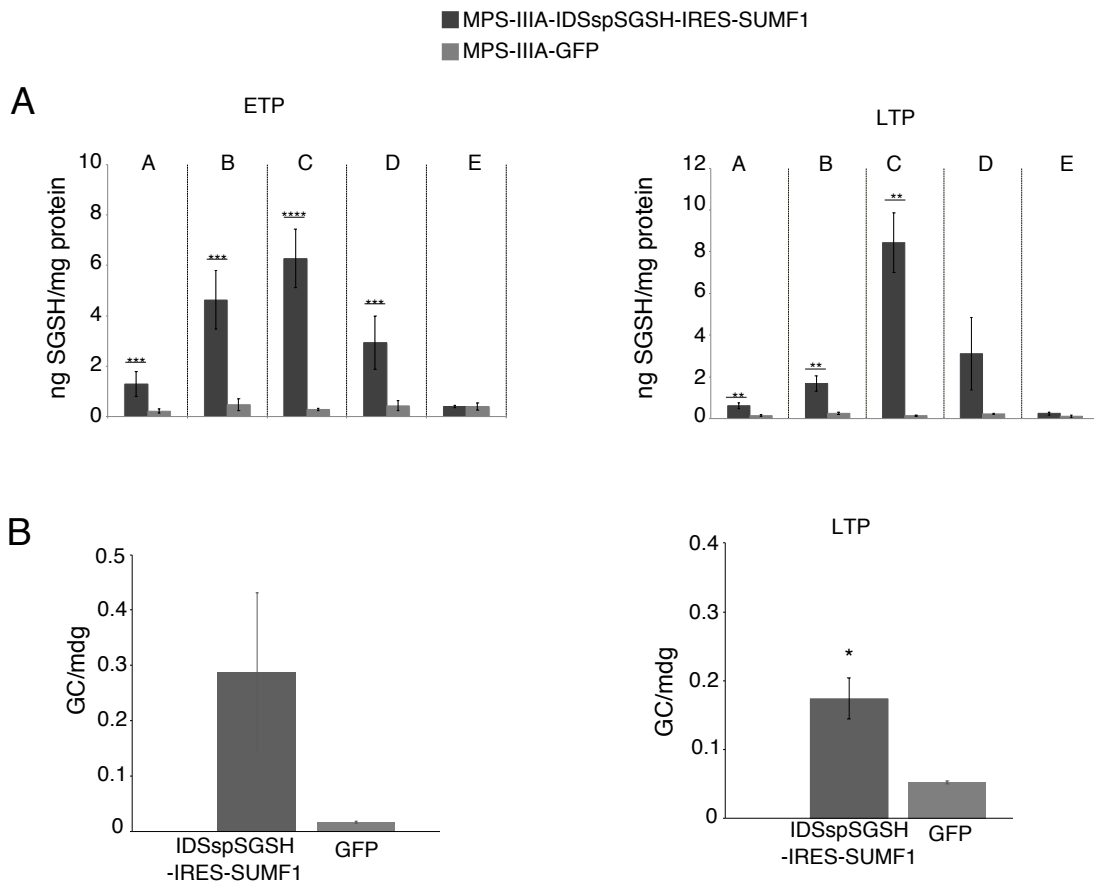 MPS-IIIA-IDSspSGSH-IRES-SUMF1
MPS-IIIA-GFP
A
ETP
ng SGSH/mg protein
10
8
6
4
2
0
A
B
C
D
E
***
***
****
***
LTP
ng SGSH/mg protein
12
10
8
6
4
2
0
A
B
C
D
E
**
**
**
B
GC/mdg
0.5
0.4
0.3
0.2
0.1
0
IDSspSGSH
-IRES-SUMF1
GFP
LTP
GC/mdg
0.4
0.3
0.2
0.1
0
*
IDSspSGSH
-IRES-SUMF1
GFP